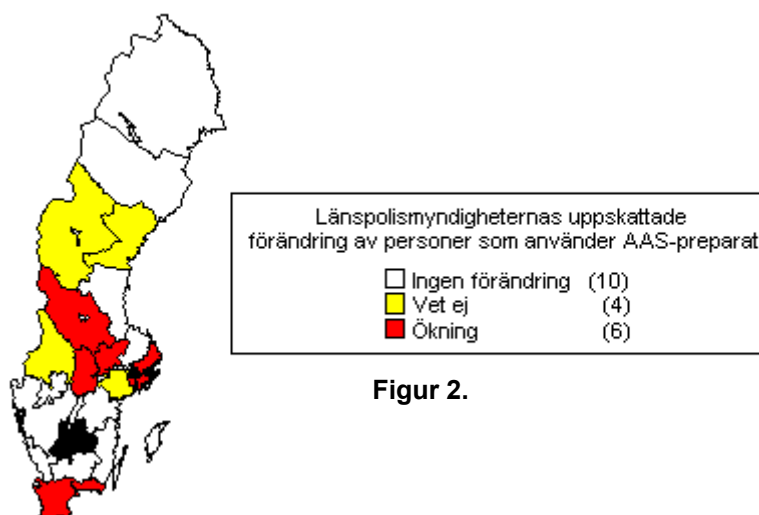 Länspolismyndigheternas uppskattade
förändring av personer som använder AAS-preparat
Ingen förändring (10)
Vet ej (4)
Ökning (6)
Figur 2.